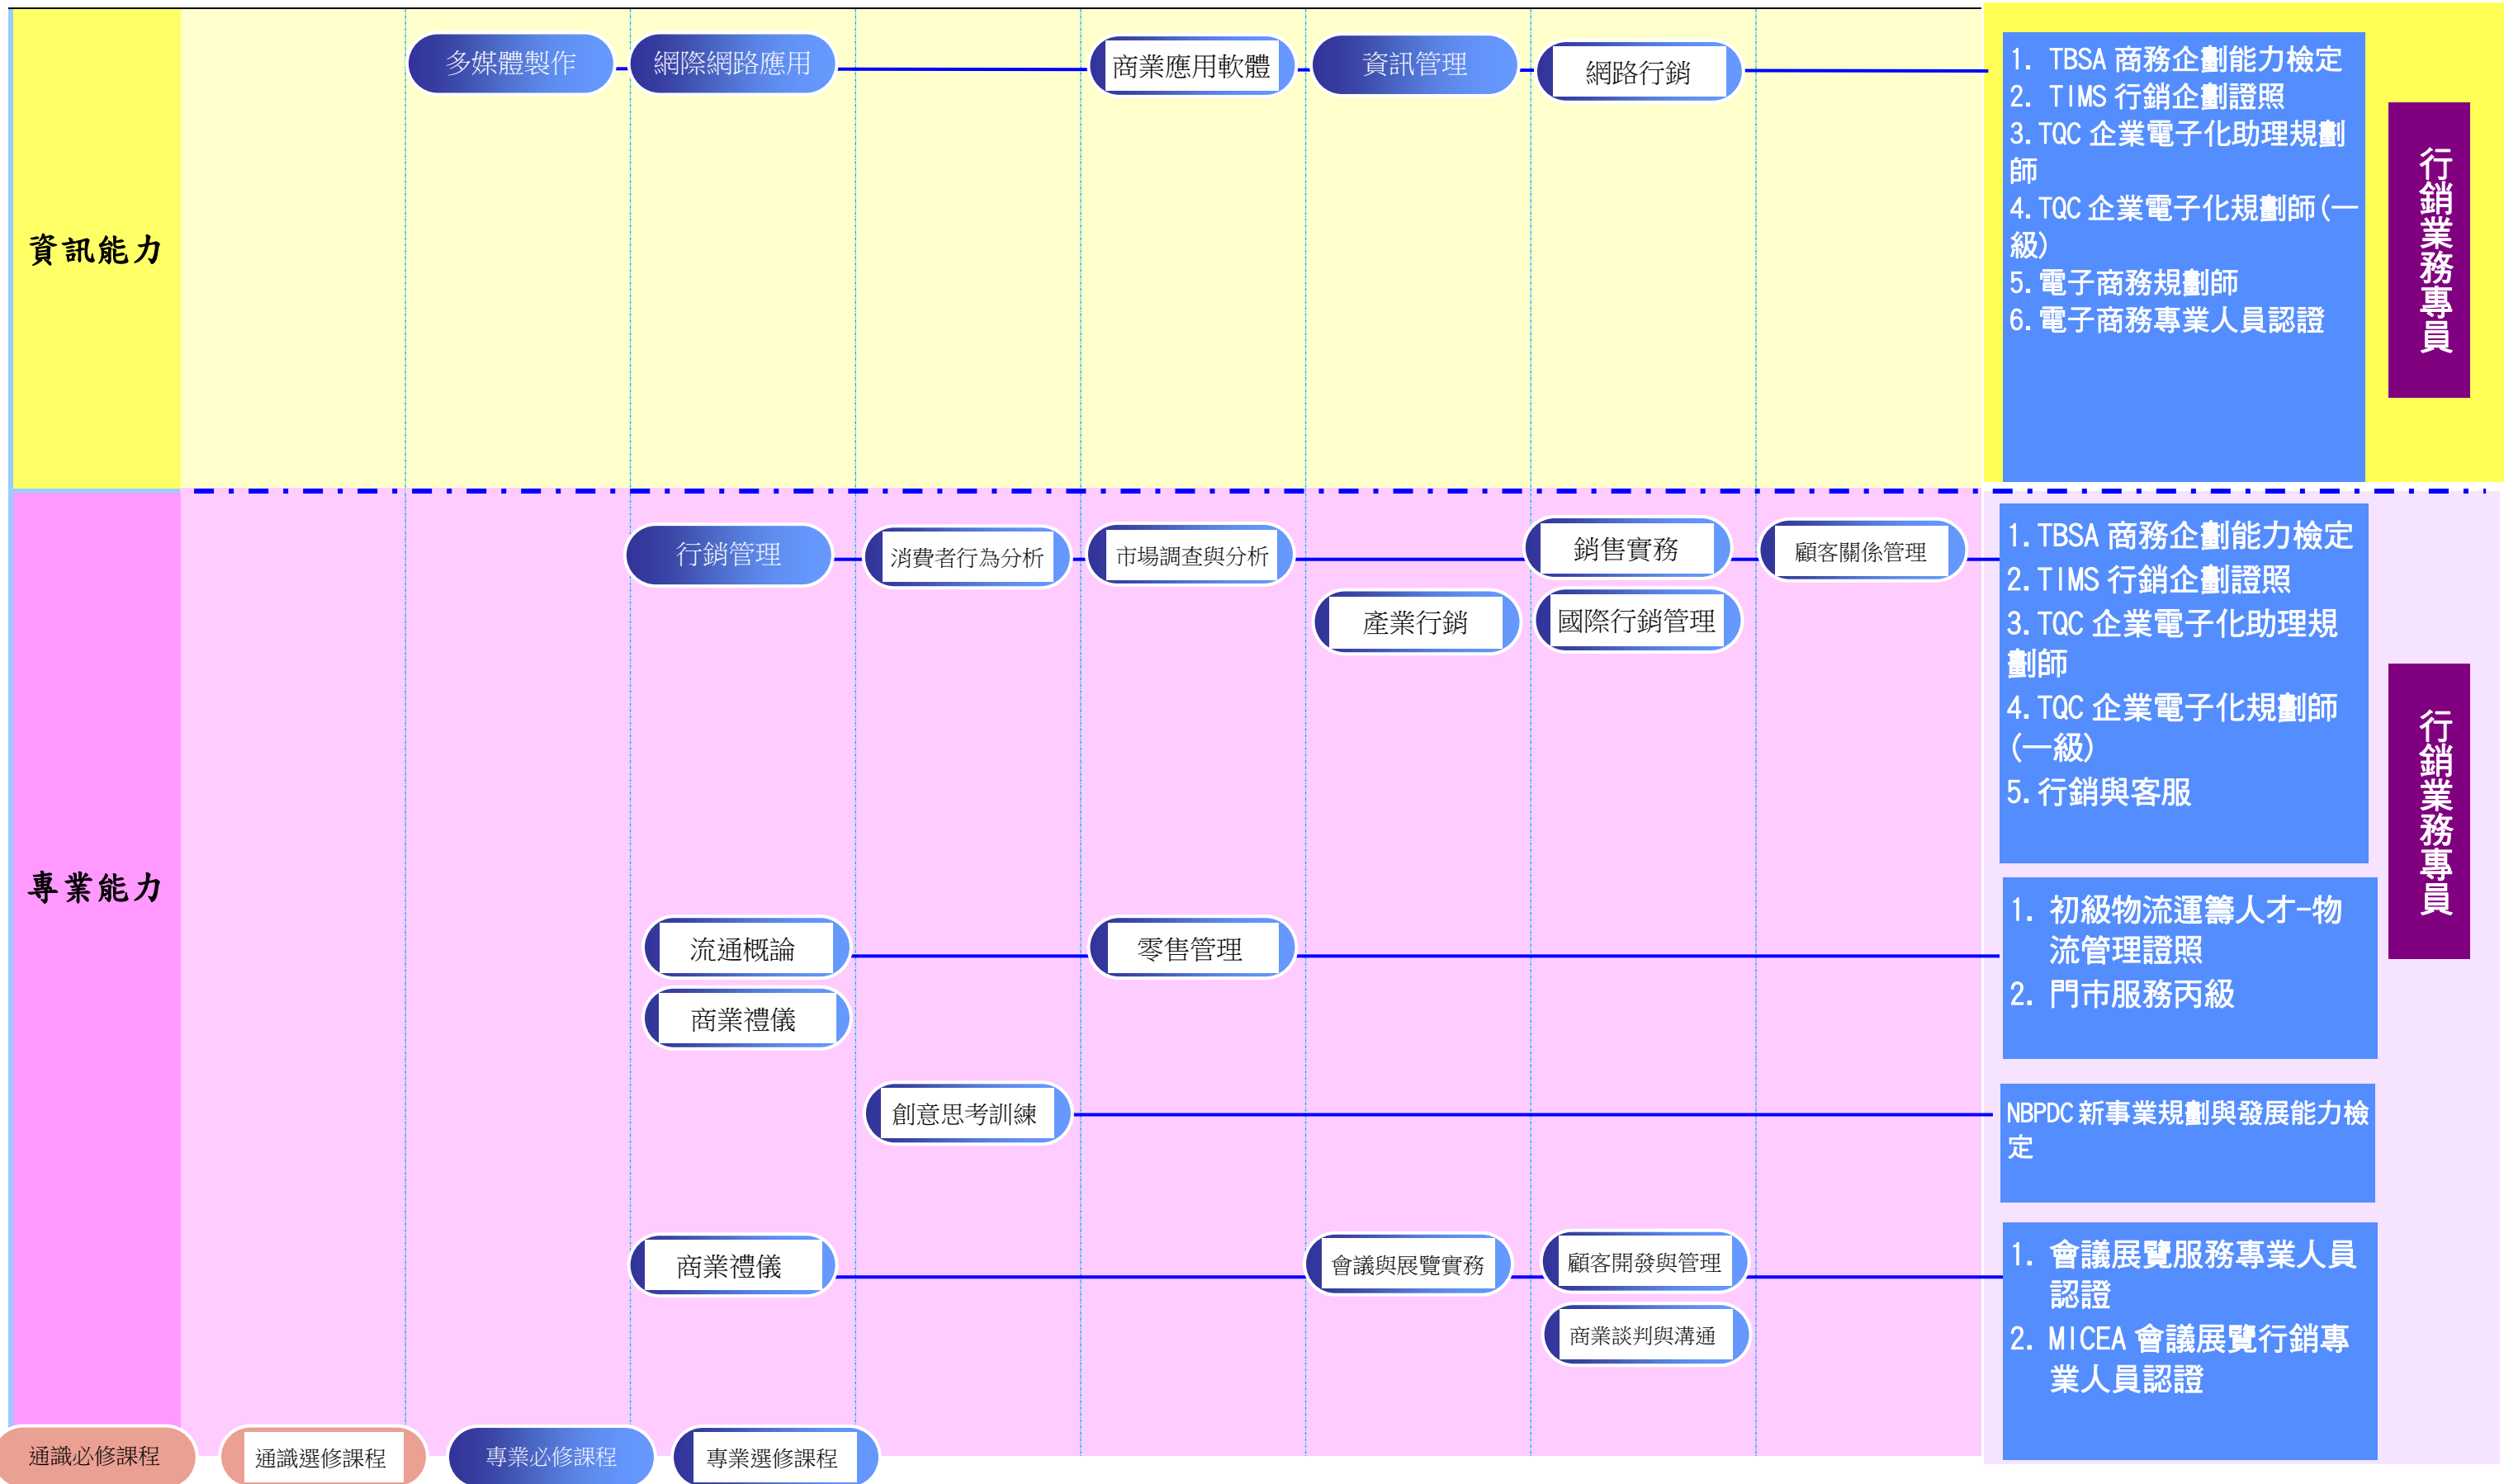 多媒體製作
網際網路應用
商業應用軟體
資訊管理
網路行銷
1. TBSA 商務企劃能力檢定
2. TIMS 行銷企劃證照
3.TQC 企業電子化助理規劃
師
4.TQC 企業電子化規劃師(一
級)
5.電子商務規劃師
6.電子商務專業人員認證
行銷業務專員
資訊能力
行銷管理
消費者行為分析
市場調查與分析
銷售實務
顧客關係管理
產業行銷
國際行銷管理
1.TBSA 商務企劃能力檢定
2.TIMS 行銷企劃證照
3.TQC 企業電子化助理規
劃師
4.TQC 企業電子化規劃師
(一級)
5.行銷與客服
行銷業務專員
專業能力
流通概論
零售管理
商業禮儀
1. 初級物流運籌人才-物
流管理證照
2. 門市服務丙級
創意思考訓練
NBPDC 新事業規劃與發展能力檢
定
商業禮儀
會議與展覽實務
顧客開發與管理
商業談判與溝通
1. 會議展覽服務專業人員
認證
2. MICEA 會議展覽行銷專
業人員認證
通識必修課程
通識選修課程
專業必修課程
專業選修課程